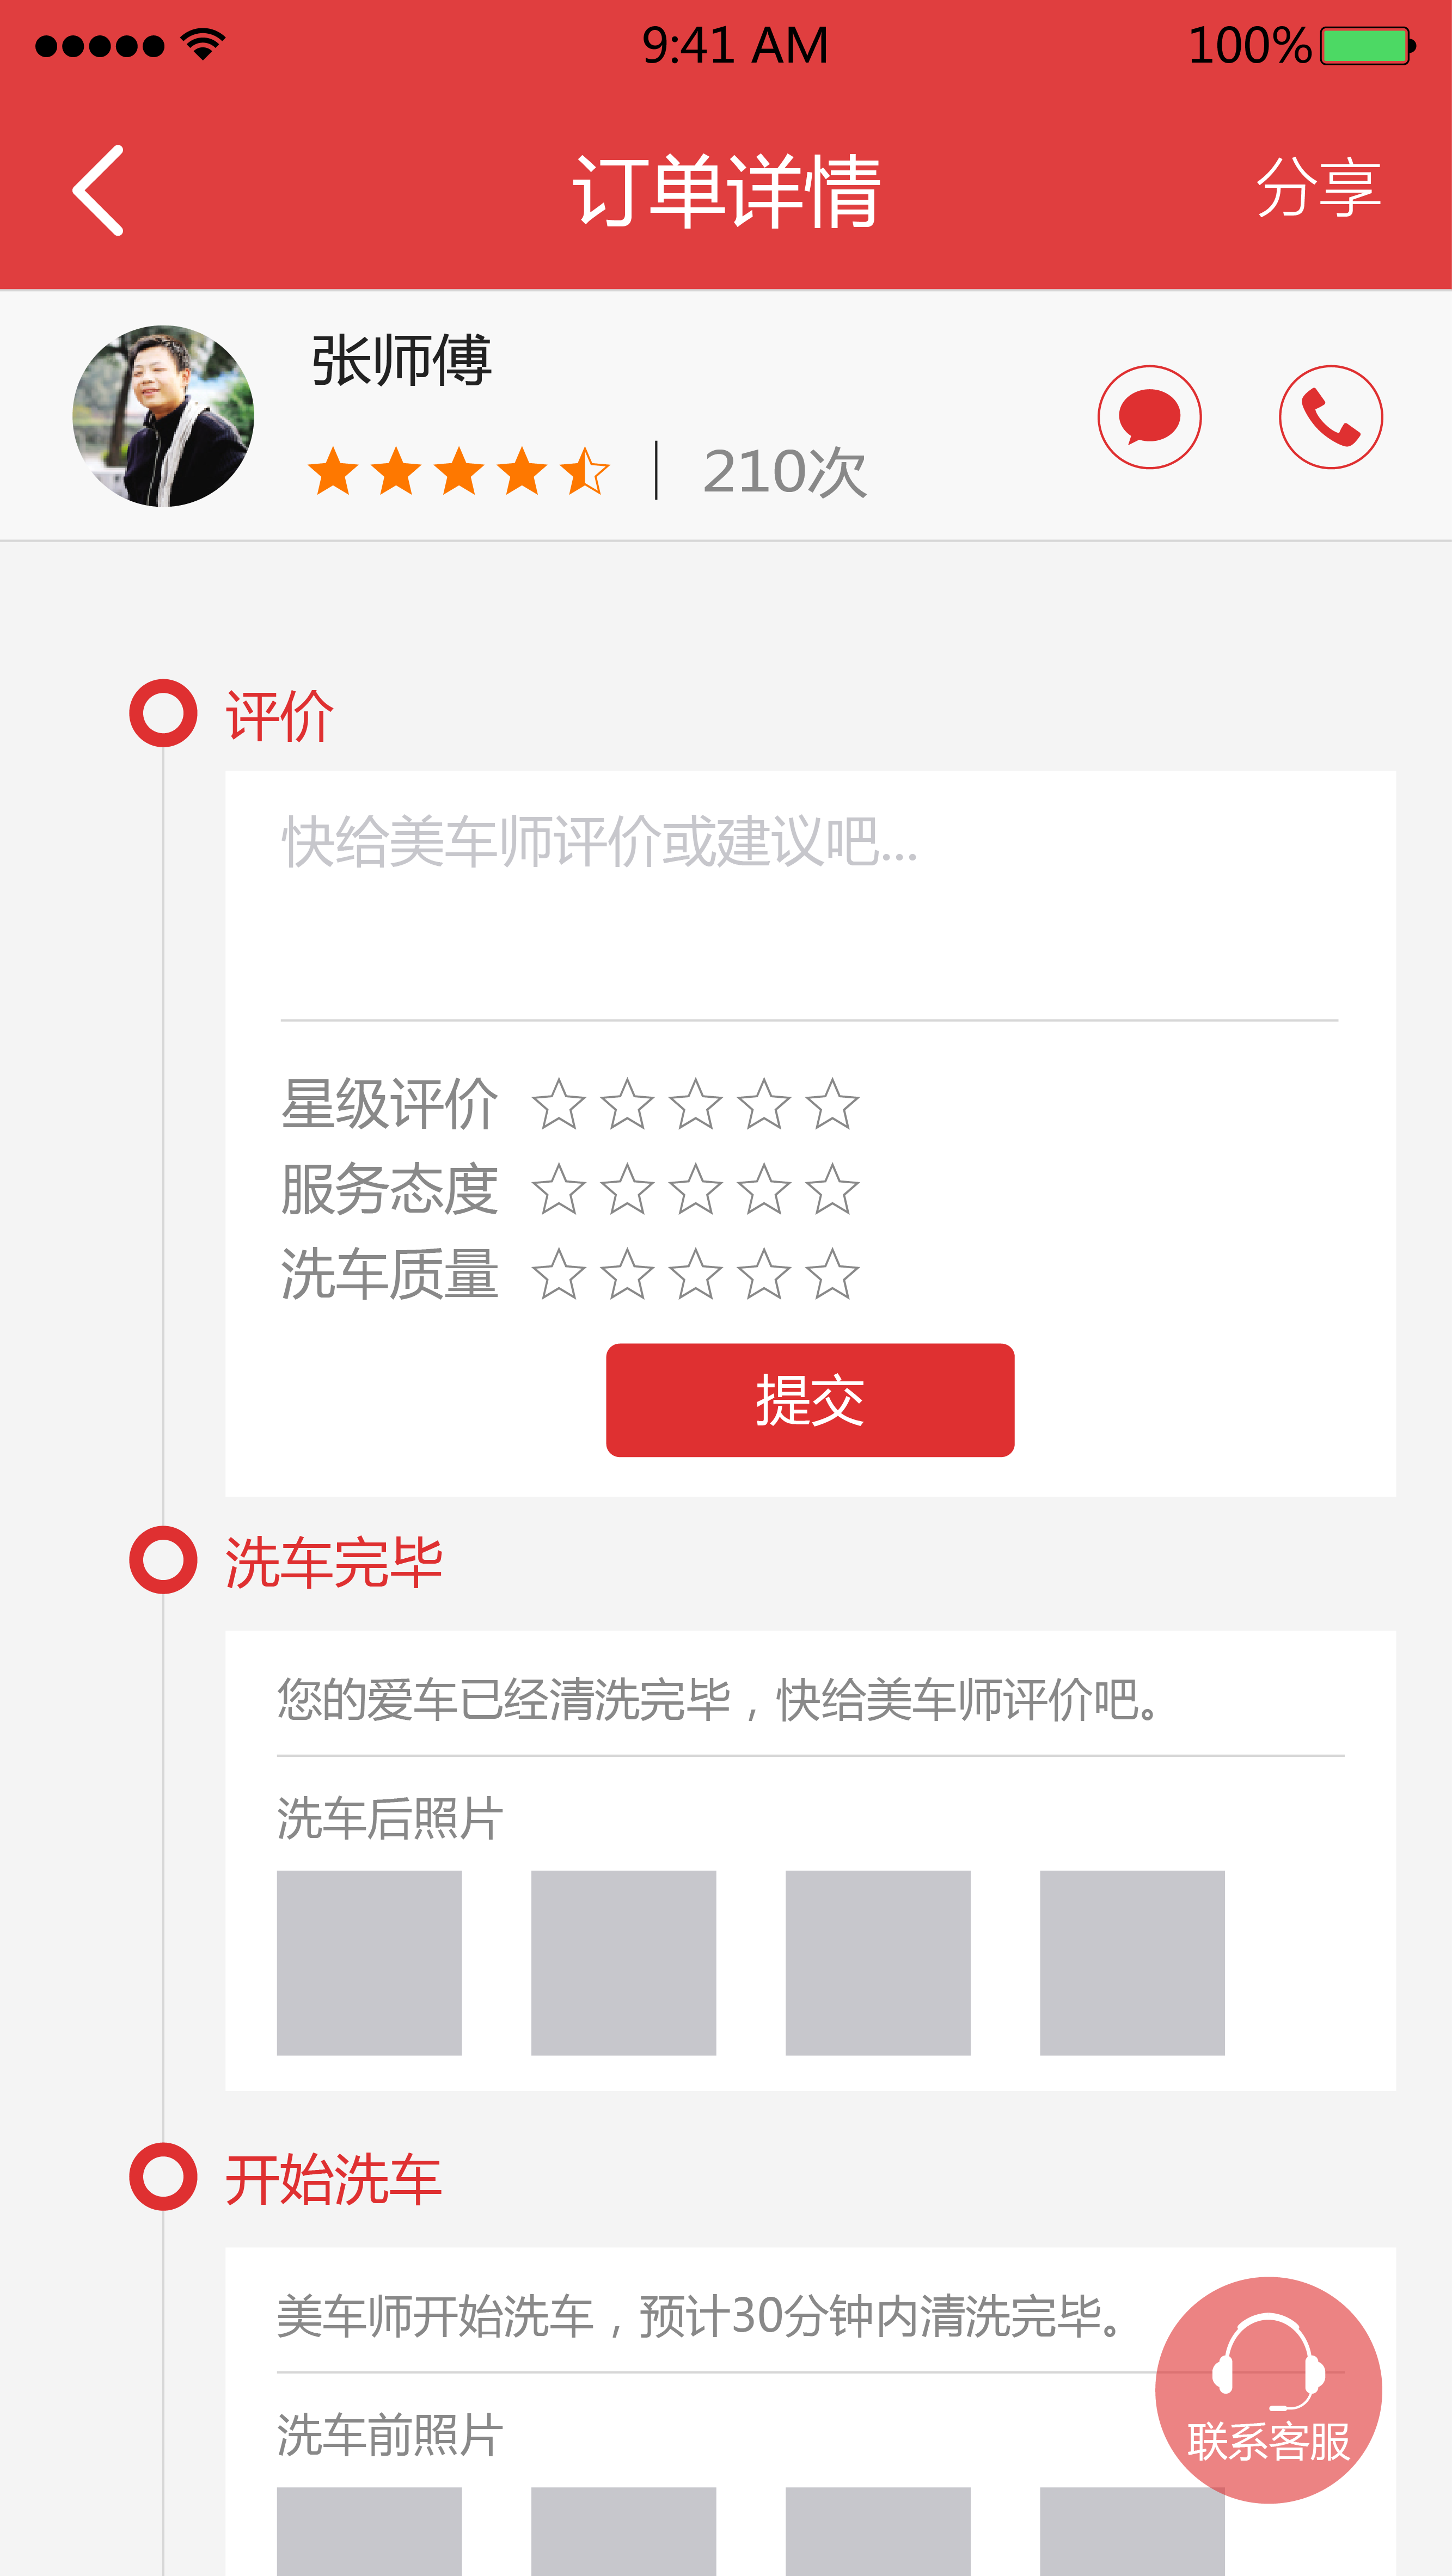 9:41 AM
100%
订单详情
分享
张师傅
210次
评价
快给美车师评价或建议吧...
星级评价
服务态度
洗车质量
提交
洗车完毕
您的爱车已经清洗完毕，快给美车师评价吧。
洗车后照片
开始洗车
美车师开始洗车，预计30分钟内清洗完毕。
洗车前照片
联系客服